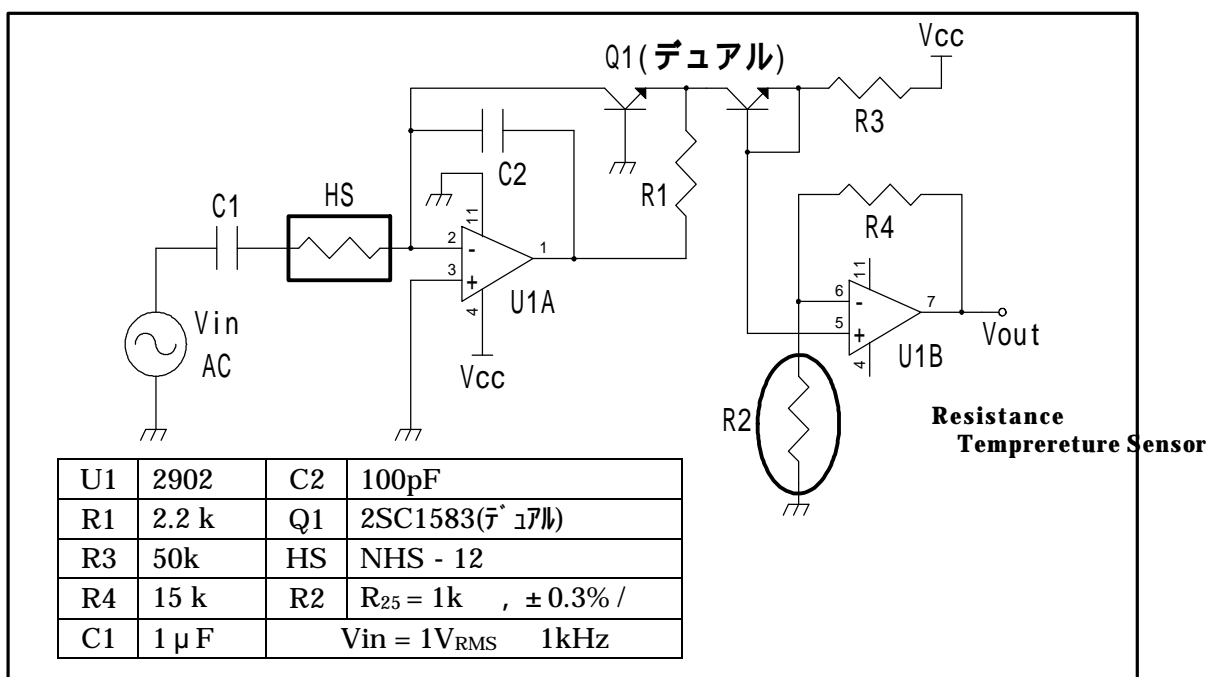 Q1(デュアル)
Vcc
R3
C2
R1
HS
C1
11
2
-
3
+
1
4
U1A
Vcc
Vin
AC
R4
11
6
-
5
+
7
4
U1B
Vout
R2
Resistance
Temprereture Sensor
U1 2902 C2 100pF
R1 2.2 k Q1 2SC1583(ﾃﾞｭｱﾙ)
R3 50k HS NHS - 12
R4 15 k R2 R₂₅ = 1k , ± 0.3% /
C1 1 μ F Vin = 1VRMS 1kHz